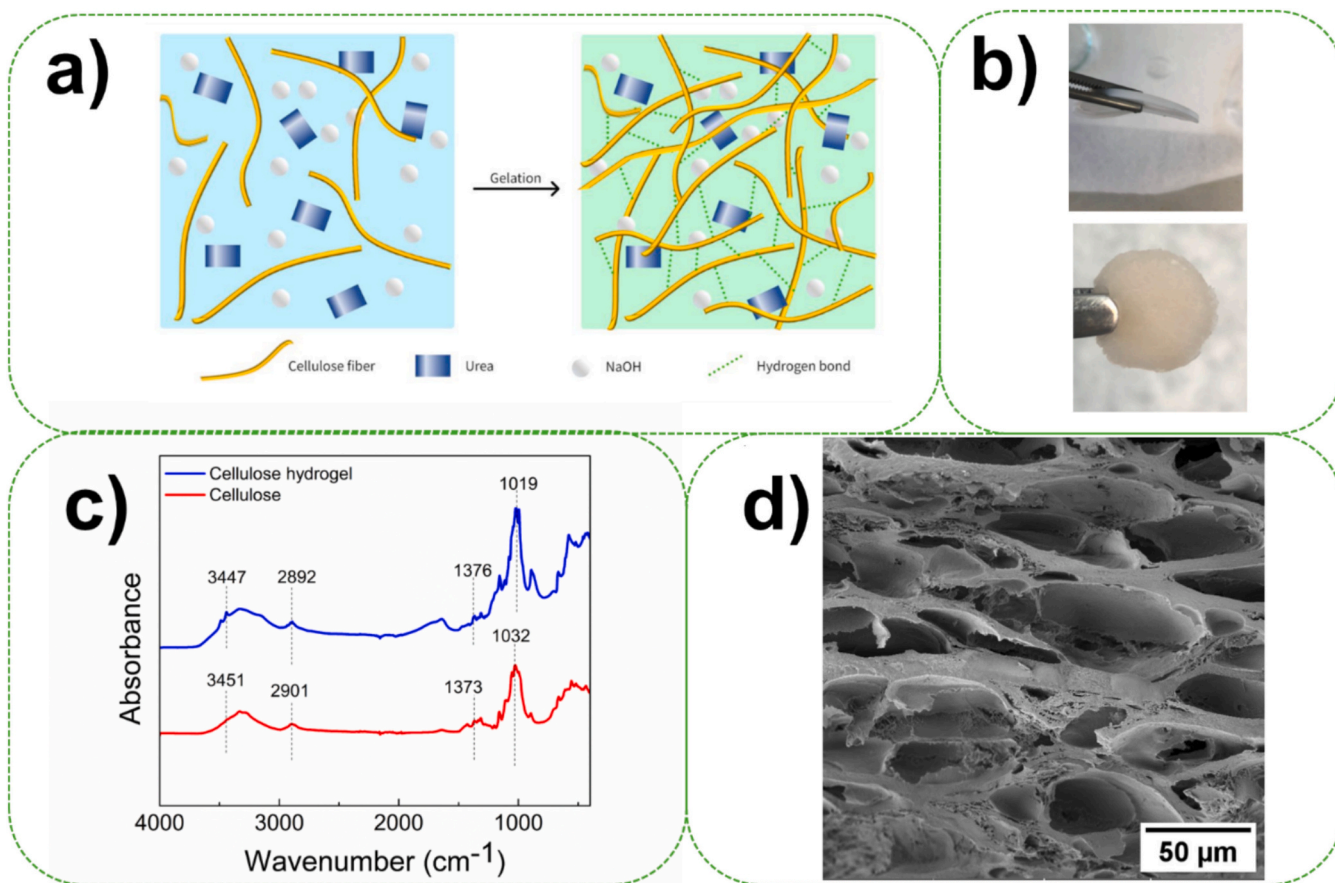 a)
Gelation
Cellulose fiber
Urea
NaOH
Hydrogen bond
b)
c)
Cellulose hydrogel
Cellulose
1019
3447
2892
1376
1032
3451
2901
1373
Absorbance
4000
3000
2000
1000
Wavenumber (cm⁻¹)
d)
50 µm